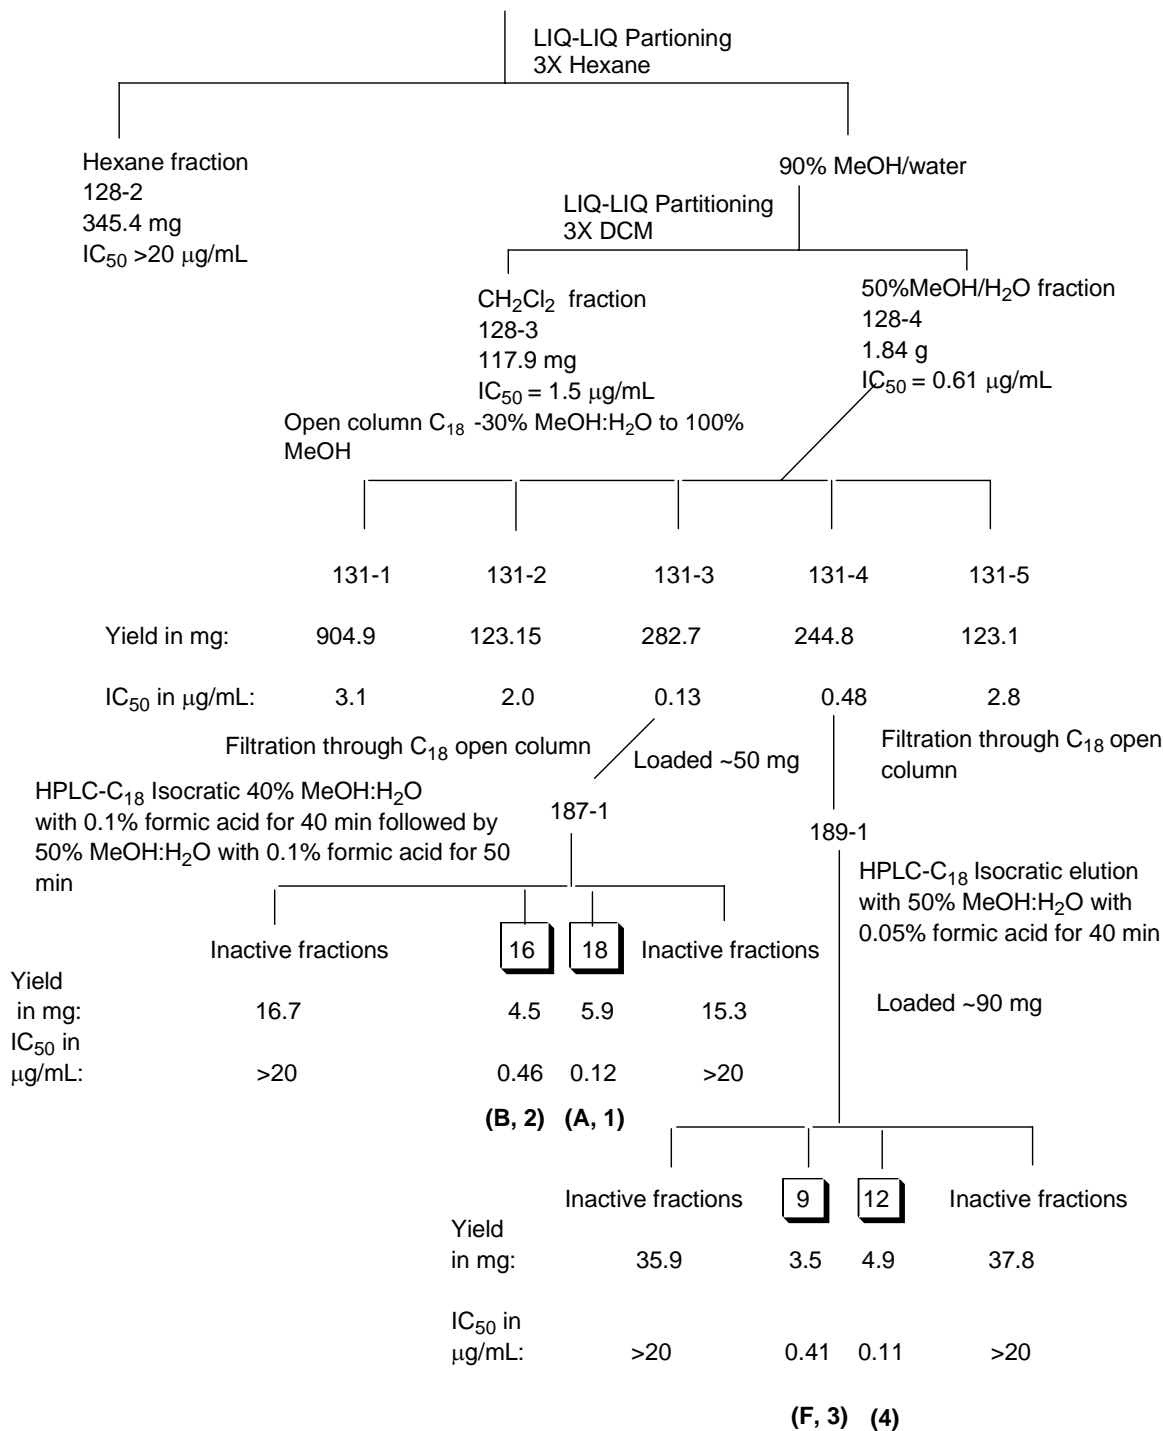 LIQ-LIQ Partioning
3X Hexane
Hexane fraction
128-2
345.4 mg
IC50 >20 μg/mL
90% MeOH/water
LIQ-LIQ Partitioning
3X DCM
CH2Cl2 fraction
128-3
117.9 mg
IC50 = 1.5 μg/mL
50%MeOH/H2O fraction
128-4
1.84 g
IC50 = 0.61 μg/mL
Open column C18 -30% MeOH:H2O to 100%
MeOH
131-1 131-2 131-3 131-4 131-5
Yield in mg: 904.9 123.15 282.7 244.8 123.1
IC50 in μg/mL: 3.1 2.0 0.13 0.48 2.8
Filtration through C18 open column
Loaded ~50 mg
Filtration through C18 open
column
HPLC-C18 Isocratic 40% MeOH:H2O
with 0.1% formic acid for 40 min followed by
50% MeOH:H2O with 0.1% formic acid for 50
min
187-1
189-1
HPLC-C18 Isocratic elution
with 50% MeOH:H2O with
0.05% formic acid for 40 min
Loaded ~90 mg
Inactive fractions 16 18 Inactive fractions
Yield
in mg: 16.7 4.5 5.9 15.3
IC50 in
μg/mL: >20 0.46 0.12 >20
(B, 2) (A, 1)
Inactive fractions 9 12 Inactive fractions
Yield
in mg: 35.9 3.5 4.9 37.8
IC50 in
μg/mL: >20 0.41 0.11 >20
(F, 3) (4)